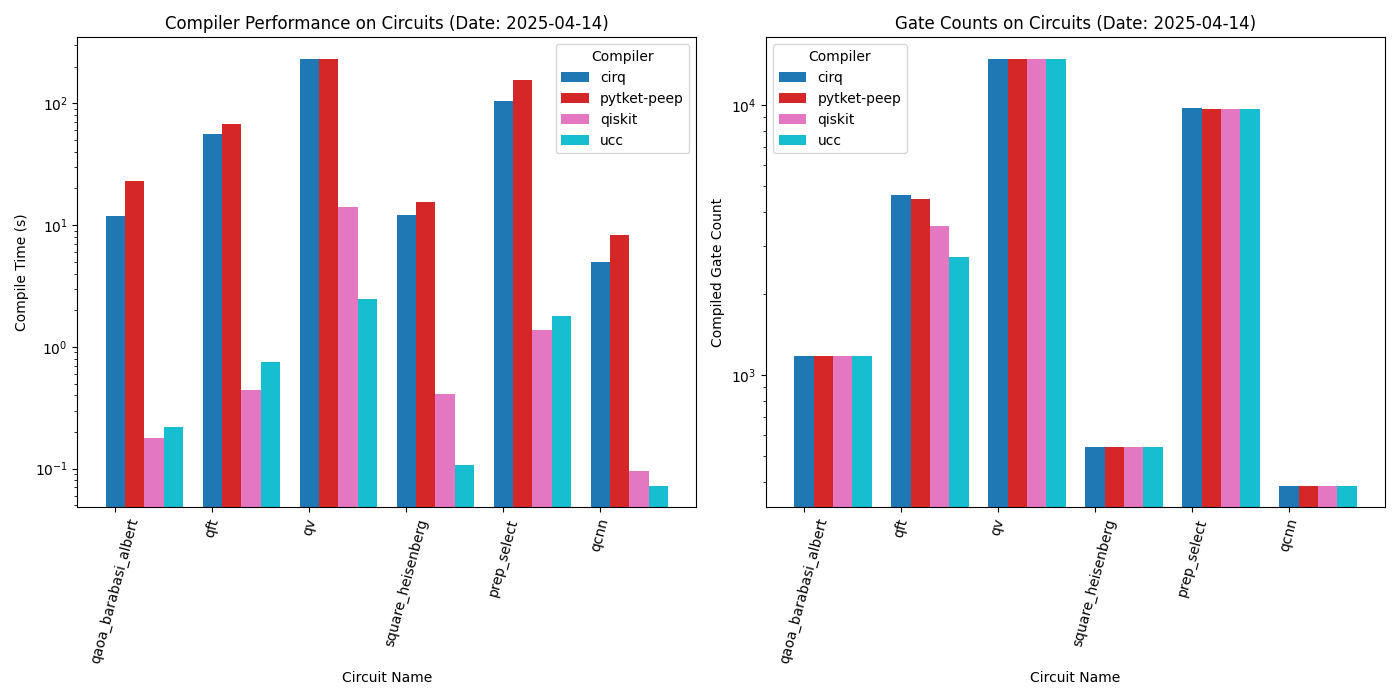 Compiler Performance on Circuits (Date: 2025-04-14)
Compiler
cirq
pytket-peep
qiskit
ucc
10²
10¹
10⁰
10⁻¹
Compile Time (s)
qaoa_barabasi_albert
qft
qv
square_heisenberg
prep_select
qcnn
Circuit Name
Gate Counts on Circuits (Date: 2025-04-14)
Compiler
cirq
pytket-peep
qiskit
ucc
10⁴
10³
Compiled Gate Count
qaoa_barabasi_albert
qft
qv
square_heisenberg
prep_select
qcnn
Circuit Name